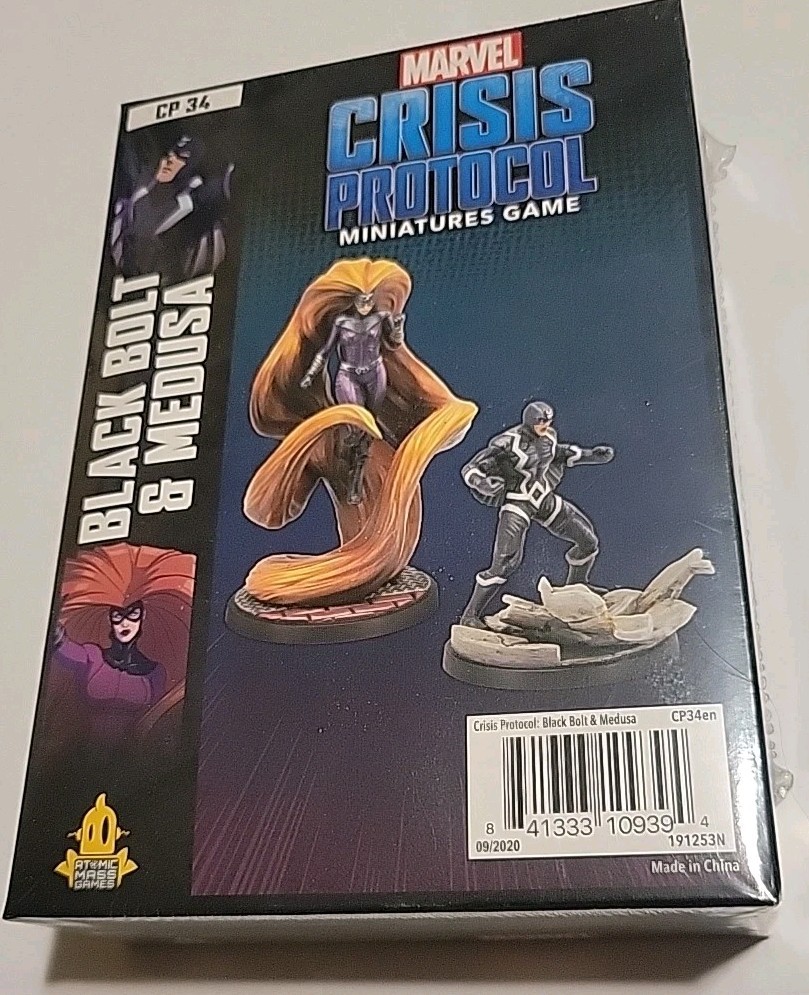 CP 34
MARVEL
CRISIS
PROTOCOL
MINIATURES GAME
BLACK BOLT
& MEDUSA
Crisis Protocol: Black Bolt & Medusa CP34en
8 41333 10939 4
09/2020 191253N
Made in China
ATOMIC
MASS
GAMES